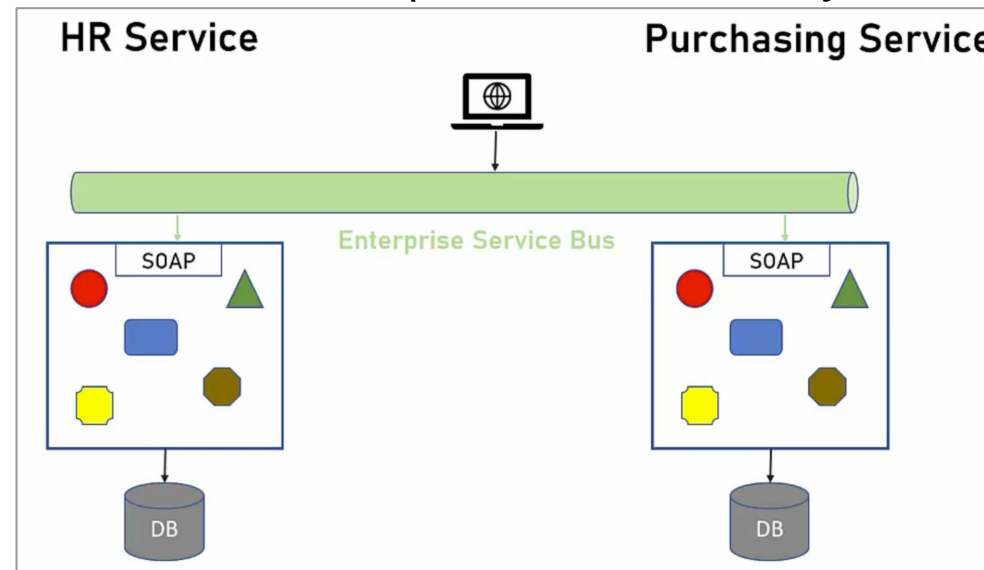 HR Service
Purchasing Service
Enterprise Service Bus
SOAP
SOAP
DB
DB